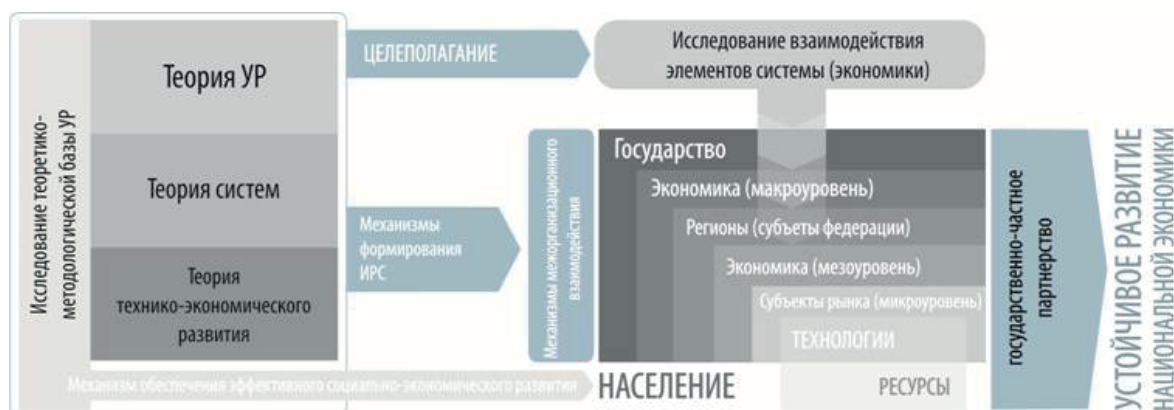 Исследование теоретико-
методологической базы УР
Теория УР
Теория систем
Теория
технико-экономического
развития
ЦЕЛЕПОЛАГАНИЕ
Механизмы
формирования
ИРС
Механизм обеспечения эффективного социально-экономического развития
Исследование взаимодействия
элементов системы (экономики)
Механизмы межорганизационного
взаимодействия
Государство
Экономика (макроуровень)
Регионы (субъеты федерации)
Экономика (мезоуровень)
Субъекты рынка (микроуровень)
ТЕХНОЛОГИИ
НАСЕЛЕНИЕ
РЕСУРСЫ
государственно-частное
партнерство
УСТОЙЧИВОЕ РАЗВИТИЕ
НАЦИОНАЛЬНОЙ ЭКОНОМИКИ